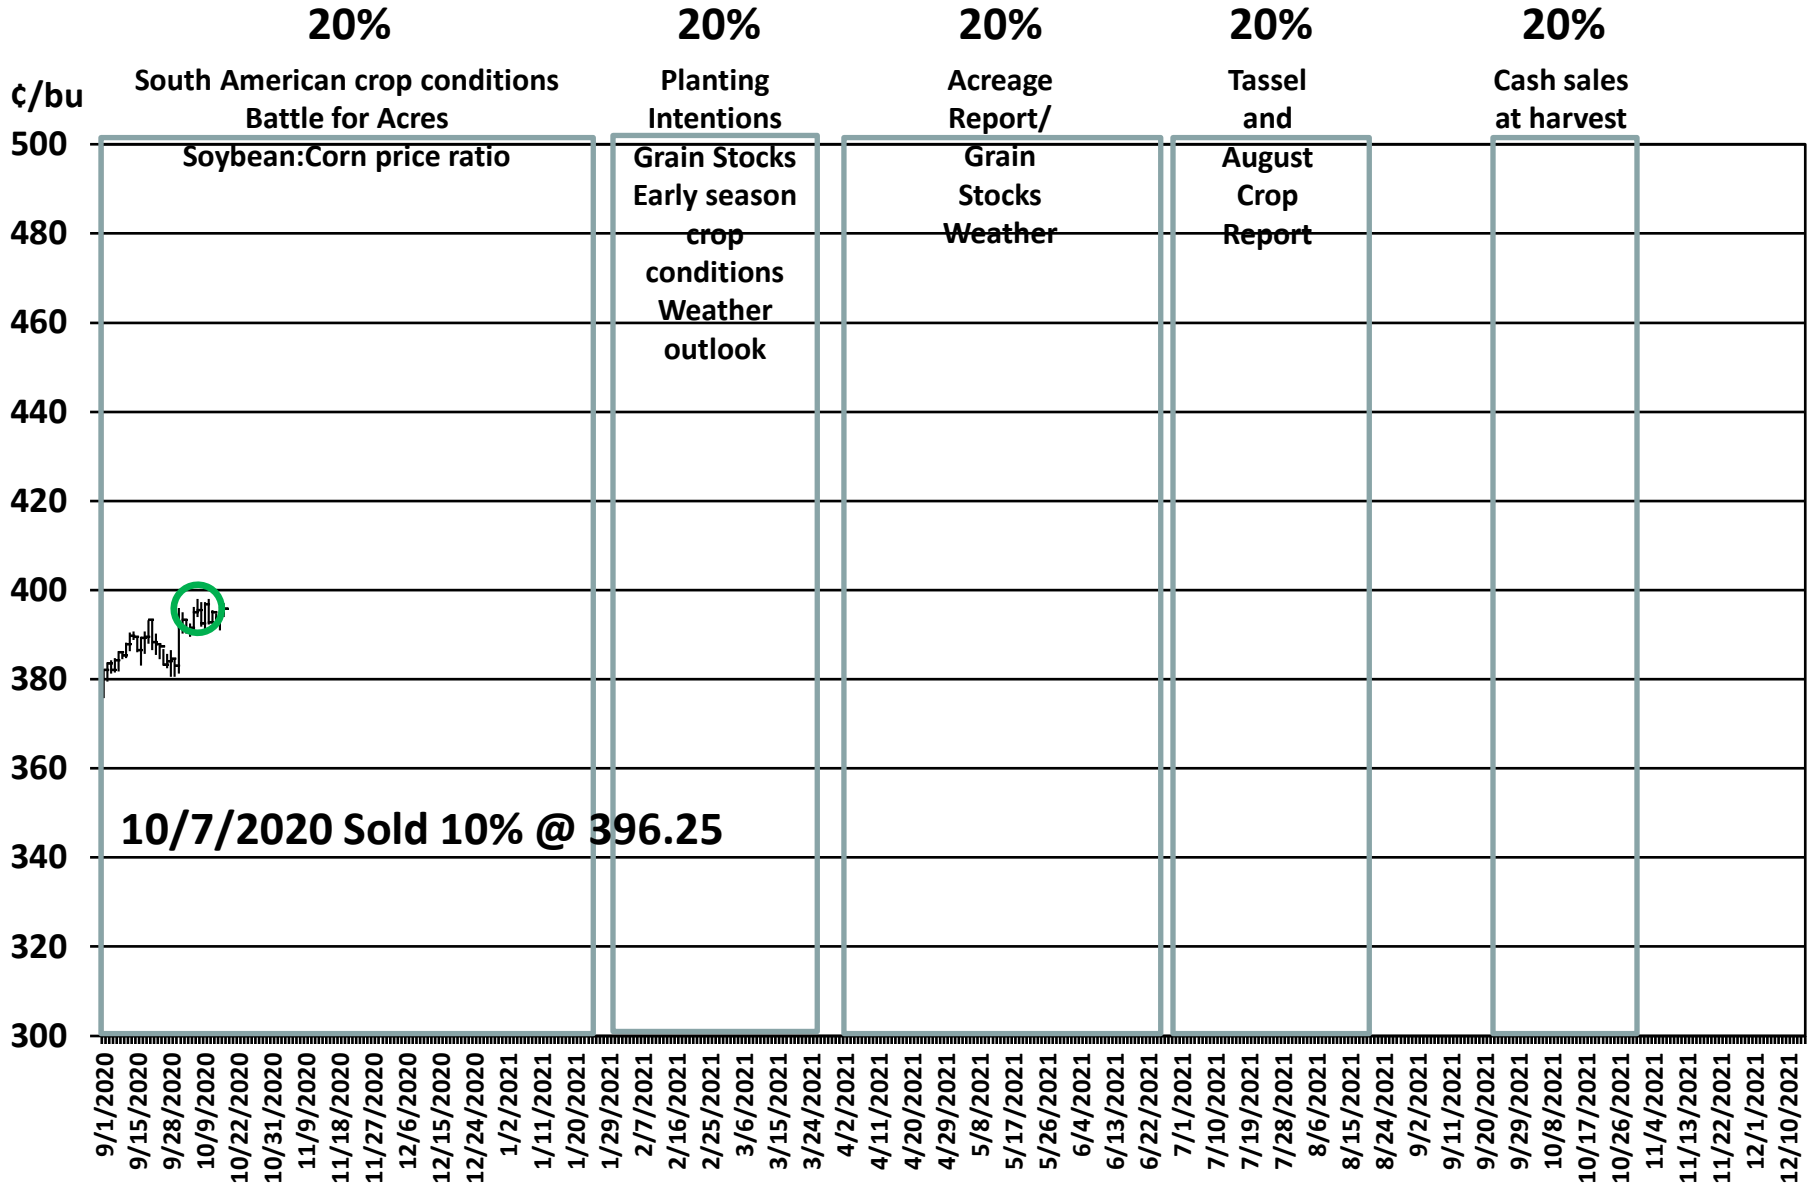 20% 20% 20% 20% 20%
South American crop conditions
Battle for Acres
Soybean:Corn price ratio
Planting
Intentions
Grain Stocks
Early season
crop
conditions
Weather
outlook
Acreage
Report/
Grain
Stocks
Weather
Tassel
and
August
Crop
Report
Cash sales
at harvest
¢/bu
500
480
460
440
420
400
380
360
340
320
300
10/7/2020 Sold 10% @ 396.25
9/1/2020
9/15/2020
9/28/2020
10/9/2020
10/22/2020
10/31/2020
11/9/2020
11/18/2020
11/27/2020
12/6/2020
12/15/2020
12/24/2020
1/2/2021
1/11/2021
1/20/2021
1/29/2021
2/7/2021
2/16/2021
2/25/2021
3/6/2021
3/15/2021
3/24/2021
4/2/2021
4/11/2021
4/20/2021
4/29/2021
5/8/2021
5/17/2021
5/26/2021
6/4/2021
6/13/2021
6/22/2021
7/1/2021
7/10/2021
7/19/2021
7/28/2021
8/6/2021
8/15/2021
8/24/2021
9/2/2021
9/11/2021
9/20/2021
9/29/2021
10/8/2021
10/17/2021
10/26/2021
11/4/2021
11/13/2021
11/22/2021
12/1/2021
12/10/2021